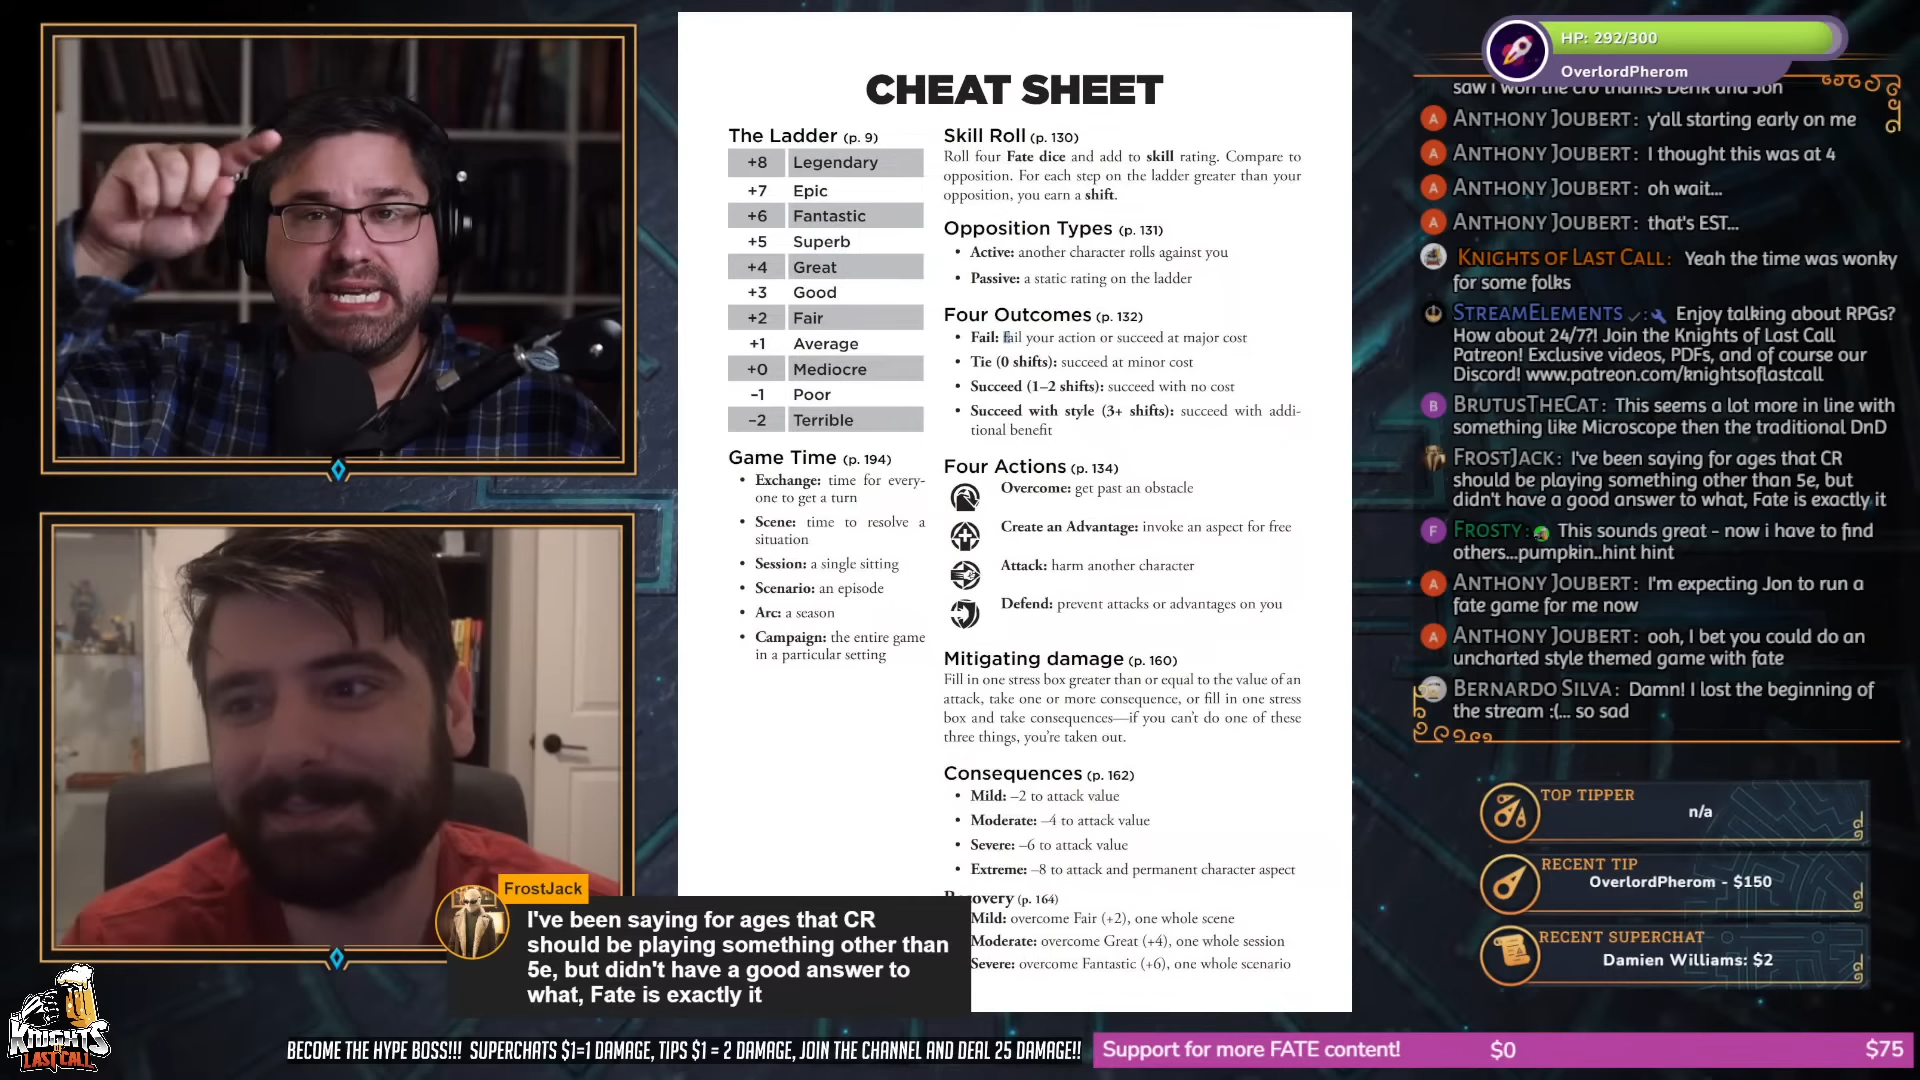 CHEAT SHEET
The Ladder (p. 9)
+8 Legendary
+7 Epic
+6 Fantastic
+5 Superb
+4 Great
+3 Good
+2 Fair
+1 Average
+0 Mediocre
–1 Poor
–2 Terrible
Game Time (p. 194)
• Exchange: time for every-
one to get a turn
• Scene: time to resolve a
situation
• Session: a single sitting
• Scenario: an episode
• Arc: a season
• Campaign: the entire game
in a particular setting
Skill Roll (p. 130)
Roll four Fate dice and add to skill rating. Compare to
opposition. For each step on the ladder greater than your
opposition, you earn a shift.
Opposition Types (p. 131)
• Active: another character rolls against you
• Passive: a static rating on the ladder
Four Outcomes (p. 132)
• Fail: fail your action or succeed at major cost
• Tie (0 shifts): succeed at minor cost
• Succeed (1–2 shifts): succeed with no cost
• Succeed with style (3+ shifts): succeed with addi-
tional benefit
Four Actions (p. 134)
Overcome: get past an obstacle
Create an Advantage: invoke an aspect for free
Attack: harm another character
Defend: prevent attacks or advantages on you
Mitigating damage (p. 160)
Fill in one stress box greater than or equal to the value of an
attack, take one or more consequence, or fill in one stress
box and take consequences—if you can't do one of these
three things, you're taken out.
Consequences (p. 162)
• Mild: –2 to attack value
• Moderate: –4 to attack value
• Severe: –6 to attack value
• Extreme: –8 to attack and permanent character aspect
(p. 164)
Mild: overcome Fair (+2), one whole scene
Moderate: overcome Great (+4), one whole session
Severe: overcome Fantastic (+6), one whole scenario
FrostJack
I've been saying for ages that CR
should be playing something other than
5e, but didn't have a good answer to
what, Fate is exactly it
HP: 292/300
OverlordPherom
saw I won the cro thanks Derik and Jon
A ANTHONY JOUBERT: y'all starting early on me
A ANTHONY JOUBERT: I thought this was at 4
A ANTHONY JOUBERT: oh wait...
A ANTHONY JOUBERT: that's EST...
KNIGHTS OF LAST CALL: Yeah the time was wonky
for some folks
STREAMELEMENTS : Enjoy talking about RPGs?
How about 24/7?! Join the Knights of Last Call
Patreon! Exclusive videos, PDFs, and of course our
Discord! www.patreon.com/knightsoflastcall
B BRUTUSTHECAT: This seems a lot more in line with
something like Microscope then the traditional DnD
FROSTJACK: I've been saying for ages that CR
should be playing something other than 5e, but
didn't have a good answer to what, Fate is exactly it
F FROSTY: This sounds great - now i have to find
others...pumpkin..hint hint
A ANTHONY JOUBERT: I'm expecting Jon to run a
fate game for me now
A ANTHONY JOUBERT: ooh, I bet you could do an
uncharted style themed game with fate
BERNARDO SILVA: Damn! I lost the beginning of
the stream :(... so sad
TOP TIPPER
n/a
RECENT TIP
OverlordPherom - $150
RECENT SUPERCHAT
Damien Williams: $2
KNIGHTS
OF
LAST CALL
BECOME THE HYPE BOSS!!! SUPERCHATS $1=1 DAMAGE, TIPS $1 = 2 DAMAGE, JOIN THE CHANNEL AND DEAL 25 DAMAGE!!
Support for more FATE content! $0 $75